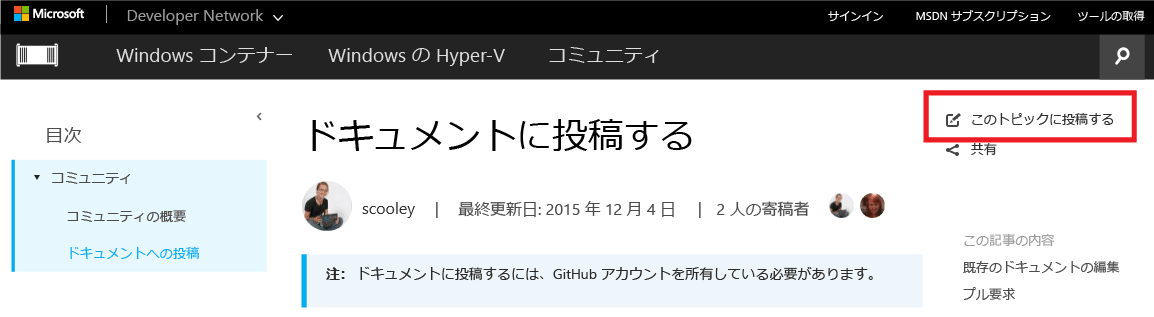 Microsoft Developer Network サインイン MSDN サブスクリプション ツールの取得
Windows コンテナー Windows の Hyper-V コミュニティ
目次
コミュニティ
コミュニティの概要
ドキュメントへの投稿
ドキュメントに投稿する
scooley | 最終更新日: 2015 年 12 月 4 日 | 2 人の寄稿者
注: ドキュメントに投稿するには、GitHub アカウントを所有している必要があります。
このトピックに投稿する
共有
この記事の内容
既存のドキュメントの編集
プル要求